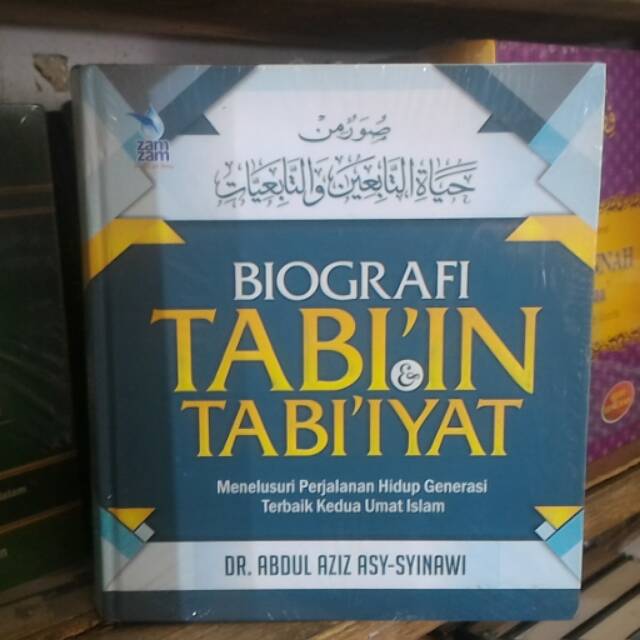 zam
zam
صور من
حياة التابعين والتابعيات
BIOGRAFI
TABI'IN
&
TABI'IYAT
Menelusuri Perjalanan Hidup Generasi
Terbaik Kedua Umat Islam
DR. ABDUL AZIZ ASY-SYINAWI
NNAH